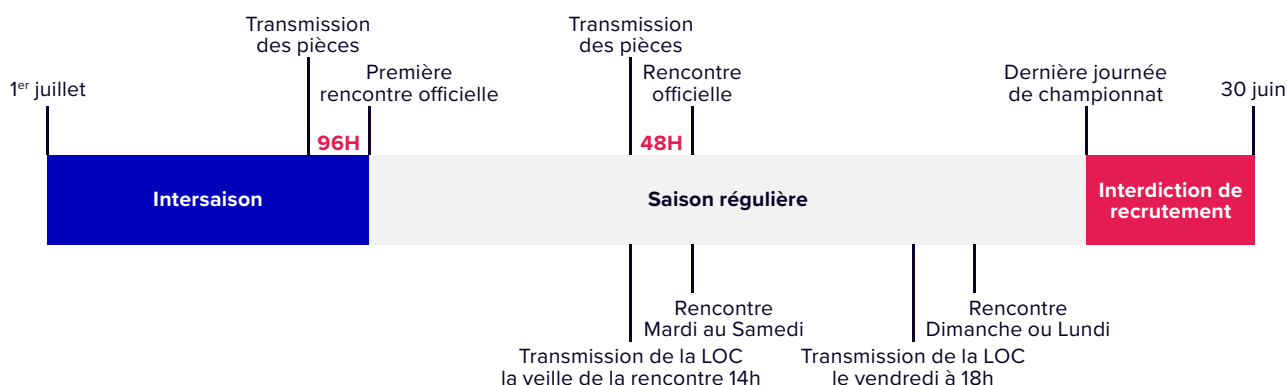 Transmission
des pièces
Transmission
des pièces
1er juillet
Première
rencontre officielle
Rencontre
officielle
Dernière journée
de championnat
30 juin
96H
48H
Intersaison
Saison régulière
Interdiction de
recrutement
Rencontre
Mardi au Samedi
Rencontre
Dimanche ou Lundi
Transmission de la LOC
la veille de la rencontre 14h
Transmission de la LOC
le vendredi à 18h